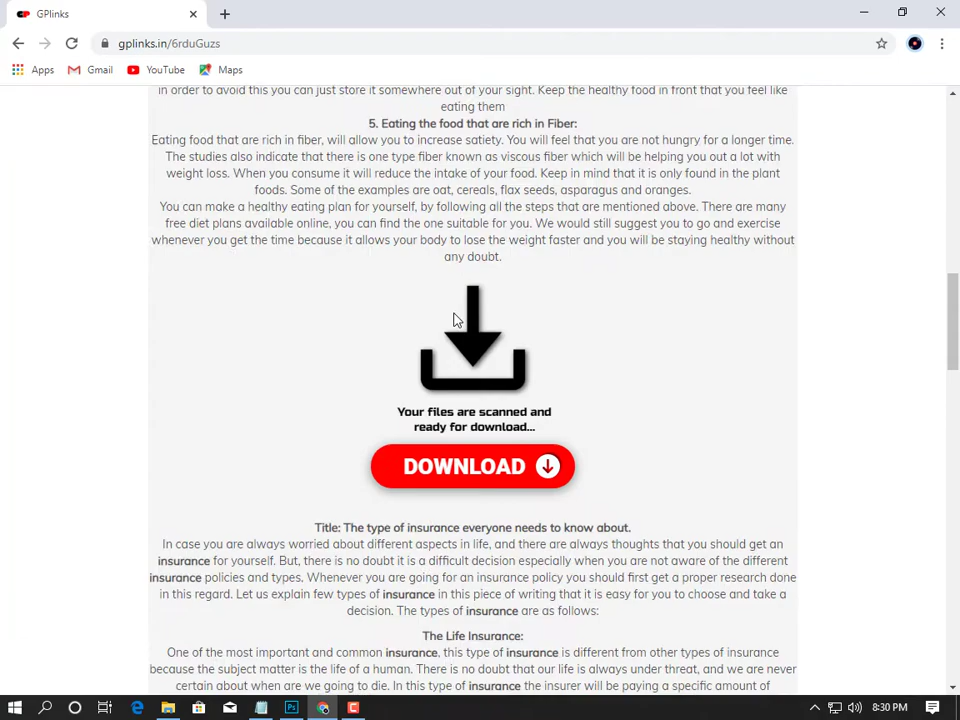 GPlinks
gplinks.in/6rduGuzs
Apps Gmail YouTube Maps
in order to avoid this you can just store it somewhere out of your sight. Keep the healthy food in front that you feel like
eating them
5. Eating the food that are rich in Fiber:
Eating food that are rich in fiber, will allow you to increase satiety. You will feel that you are not hungry for a longer time.
The studies also indicate that there is one type fiber known as viscous fiber which will be helping you out a lot with
weight loss. When you consume it will reduce the intake of your food. Keep in mind that it is only found in the plant
foods. Some of the examples are oat, cereals, flax seeds, asparagus and oranges.
You can make a healthy eating plan for yourself, by following all the steps that are mentioned above. There are many
free diet plans available online, you can find the one suitable for you. We would still suggest you to go and exercise
whenever you get the time because it allows your body to lose the weight faster and you will be staying healthy without
any doubt.
Your files are scanned and
ready for download...
DOWNLOAD
Title: The type of insurance everyone needs to know about.
In case you are always worried about different aspects in life, and there are always thoughts that you should get an
insurance for yourself. But, there is no doubt it is a difficult decision especially when you are not aware of the different
insurance policies and types. Whenever you are going for an insurance policy you should first get a proper research done
in this regard. Let us explain few types of insurance in this piece of writing that it is easy for you to choose and take a
decision. The types of insurance are as follows:
The Life Insurance:
One of the most important and common insurance, this type of insurance is different from other types of insurance
because the subject matter is the life of a human. There is no doubt that our life is always under threat, and we are never
certain about when are we going to die. In this type of insurance the insurer will be paying a specific amount of
8:30 PM